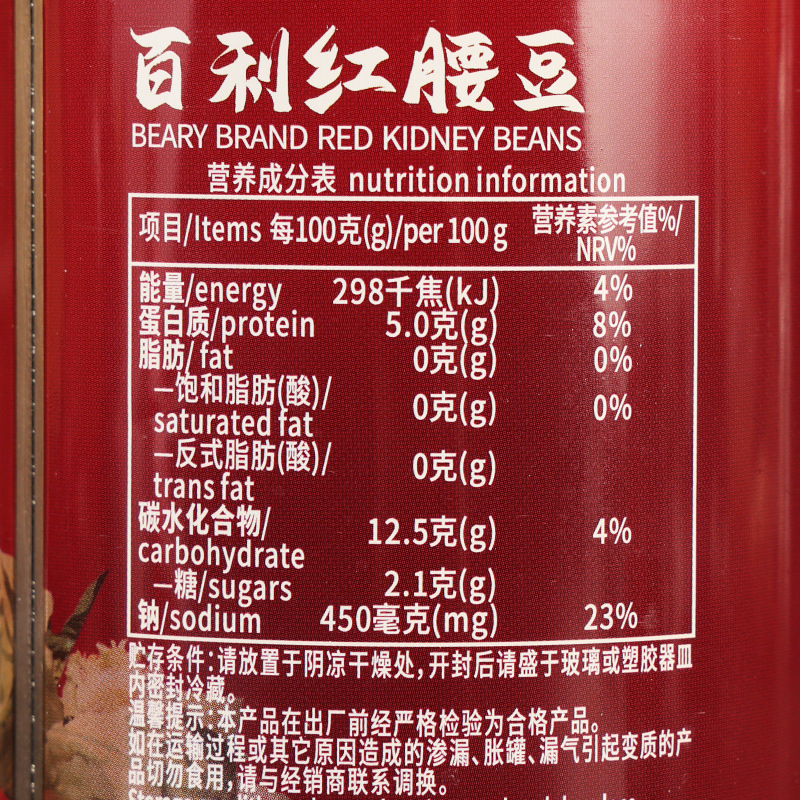 百利红腰豆
BEARY BRAND RED KIDNEY BEANS
营养成分表 nutrition information
项目/Items 每100克(g)/per 100 g 营养素参考值%/
NRV%
能量/energy 298千焦(kJ) 4%
蛋白质/protein 5.0克(g) 8%
脂肪/fat 0克(g) 0%
—饱和脂肪(酸)/
saturated fat 0克(g) 0%
—反式脂肪(酸)/
trans fat 0克(g)
碳水化合物/
carbohydrate 12.5克(g) 4%
—糖/sugars 2.1克(g)
钠/sodium 450毫克(mg) 23%
贮存条件:请放置于阴凉干燥处,开封后请盛于玻璃或塑胶器皿
内密封冷藏。
温馨提示:本产品在出厂前经严格检验为合格产品。
如在运输过程或其它原因造成的渗漏、胀罐、漏气引起变质的产
品切勿食用,请与经销商联系调换。